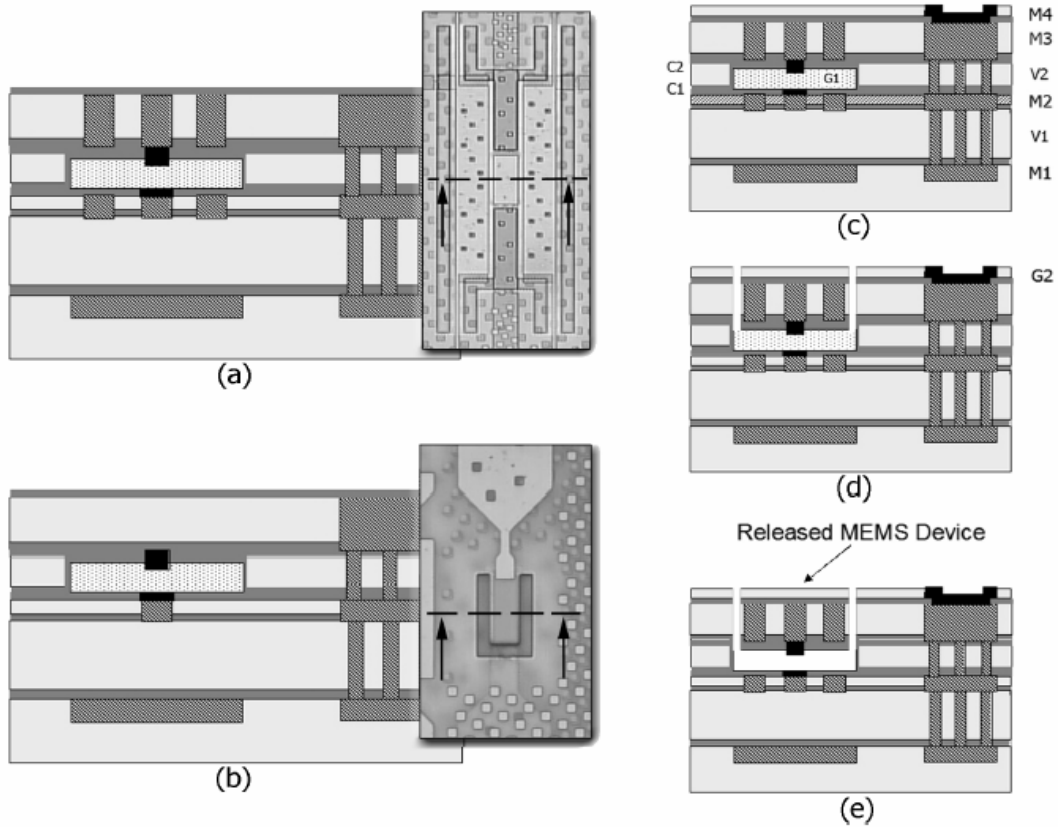 (a)
(b)
M4
M3
C2
G1
V2
C1
M2
V1
M1
(c)
G2
(d)
Released MEMS Device
(e)